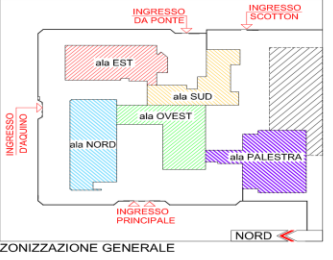 INGRESSO
DA PONTE
INGRESSO
SCOTTON
ala EST
ala SUD
INGRESSO
D'AQUINO
ala OVEST
ala NORD
ala PALESTRA
INGRESSO
PRINCIPALE
NORD
ZONIZZAZIONE GENERALE